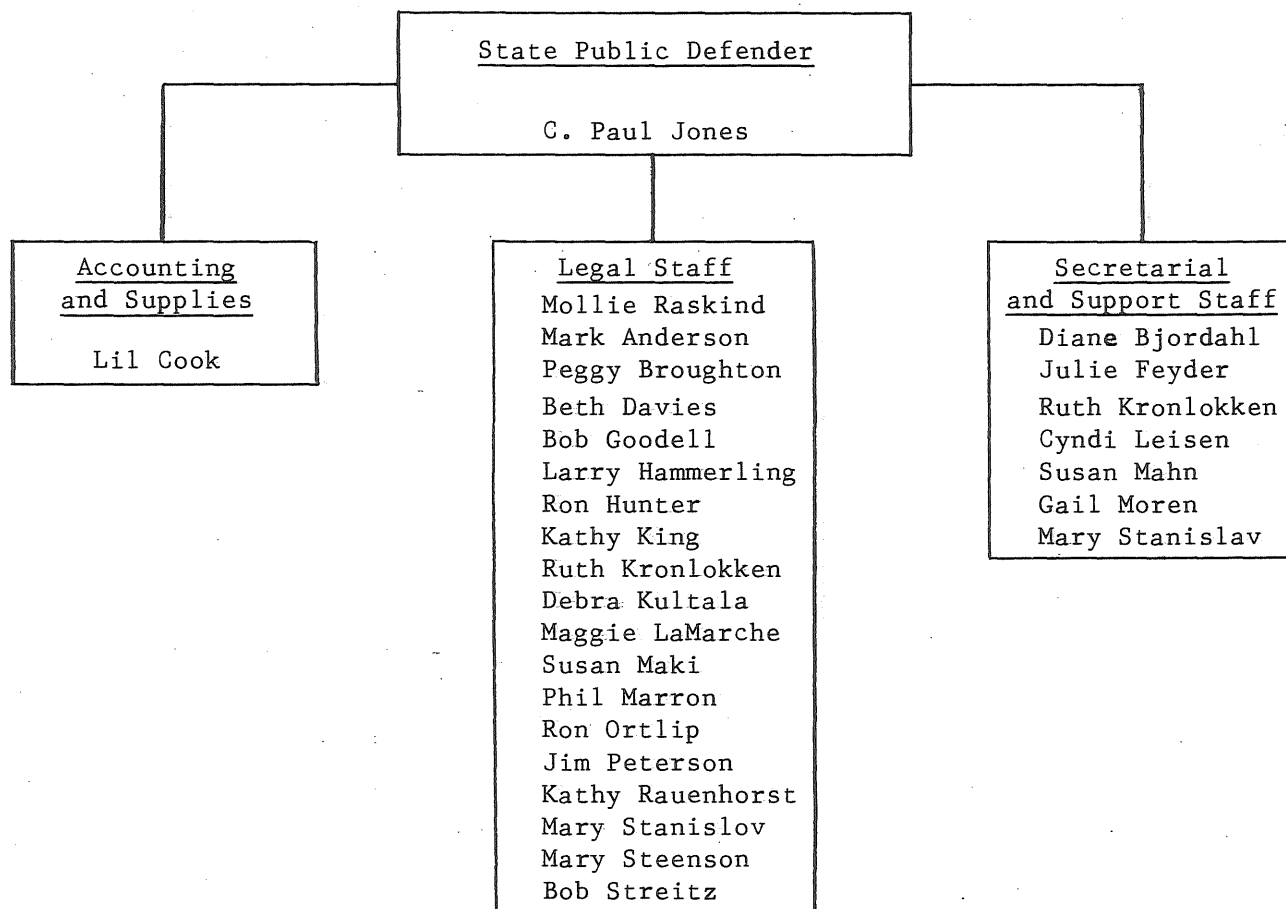 State Public Defender
C. Paul Jones
Accounting
and Supplies
Lil Cook
Legal Staff
Mollie Raskind
Mark Anderson
Peggy Broughton
Beth Davies
Bob Goodell
Larry Hammerling
Ron Hunter
Kathy King
Ruth Kronlokken
Debra Kultala
Maggie LaMarche
Susan Maki
Phil Marron
Ron Ortlip
Jim Peterson
Kathy Rauenhorst
Mary Stanislov
Mary Steenson
Bob Streitz
Secretarial
and Support Staff
Diane Bjordahl
Julie Feyder
Ruth Kronlokken
Cyndi Leisen
Susan Mahn
Gail Moren
Mary Stanislav